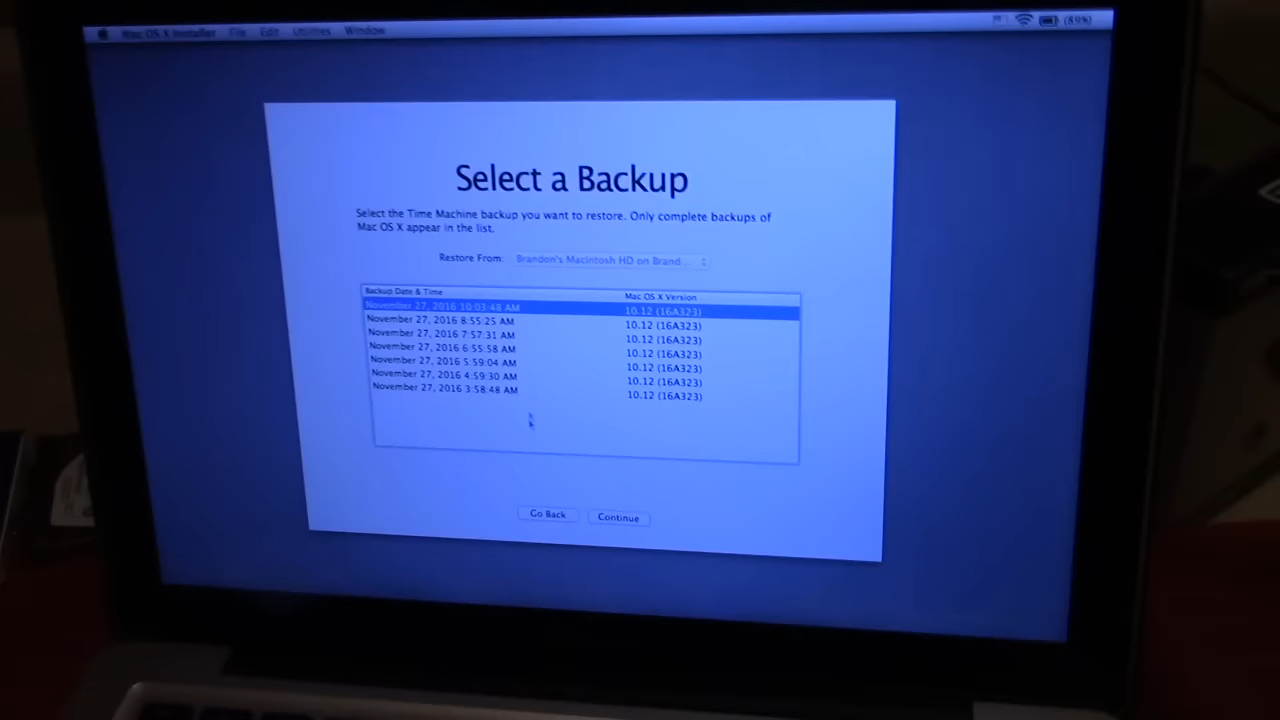 Mac OS X Installer File Edit Utilities Window (89%)
Select a Backup
Select the Time Machine backup you want to restore. Only complete backups of
Mac OS X appear in the list.
Restore From: Brandon's Macintosh HD on Brand...
Backup Date & Time Mac OS X Version
November 27, 2016 10:03:48 AM 10.12 (16A323)
November 27, 2016 8:55:25 AM 10.12 (16A323)
November 27, 2016 7:57:31 AM 10.12 (16A323)
November 27, 2016 6:55:58 AM 10.12 (16A323)
November 27, 2016 5:59:04 AM 10.12 (16A323)
November 27, 2016 4:59:30 AM 10.12 (16A323)
November 27, 2016 3:58:48 AM 10.12 (16A323)
Go Back Continue